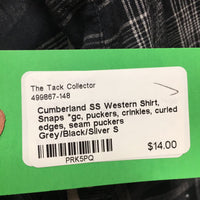 The Tack Collector
499867-148
Cumberland SS Western Shirt,
Snaps *gc, puckers, crinkles, curled
edges, seam puckers
Grey/Black/Silver S
PRK5PQ
$14.00